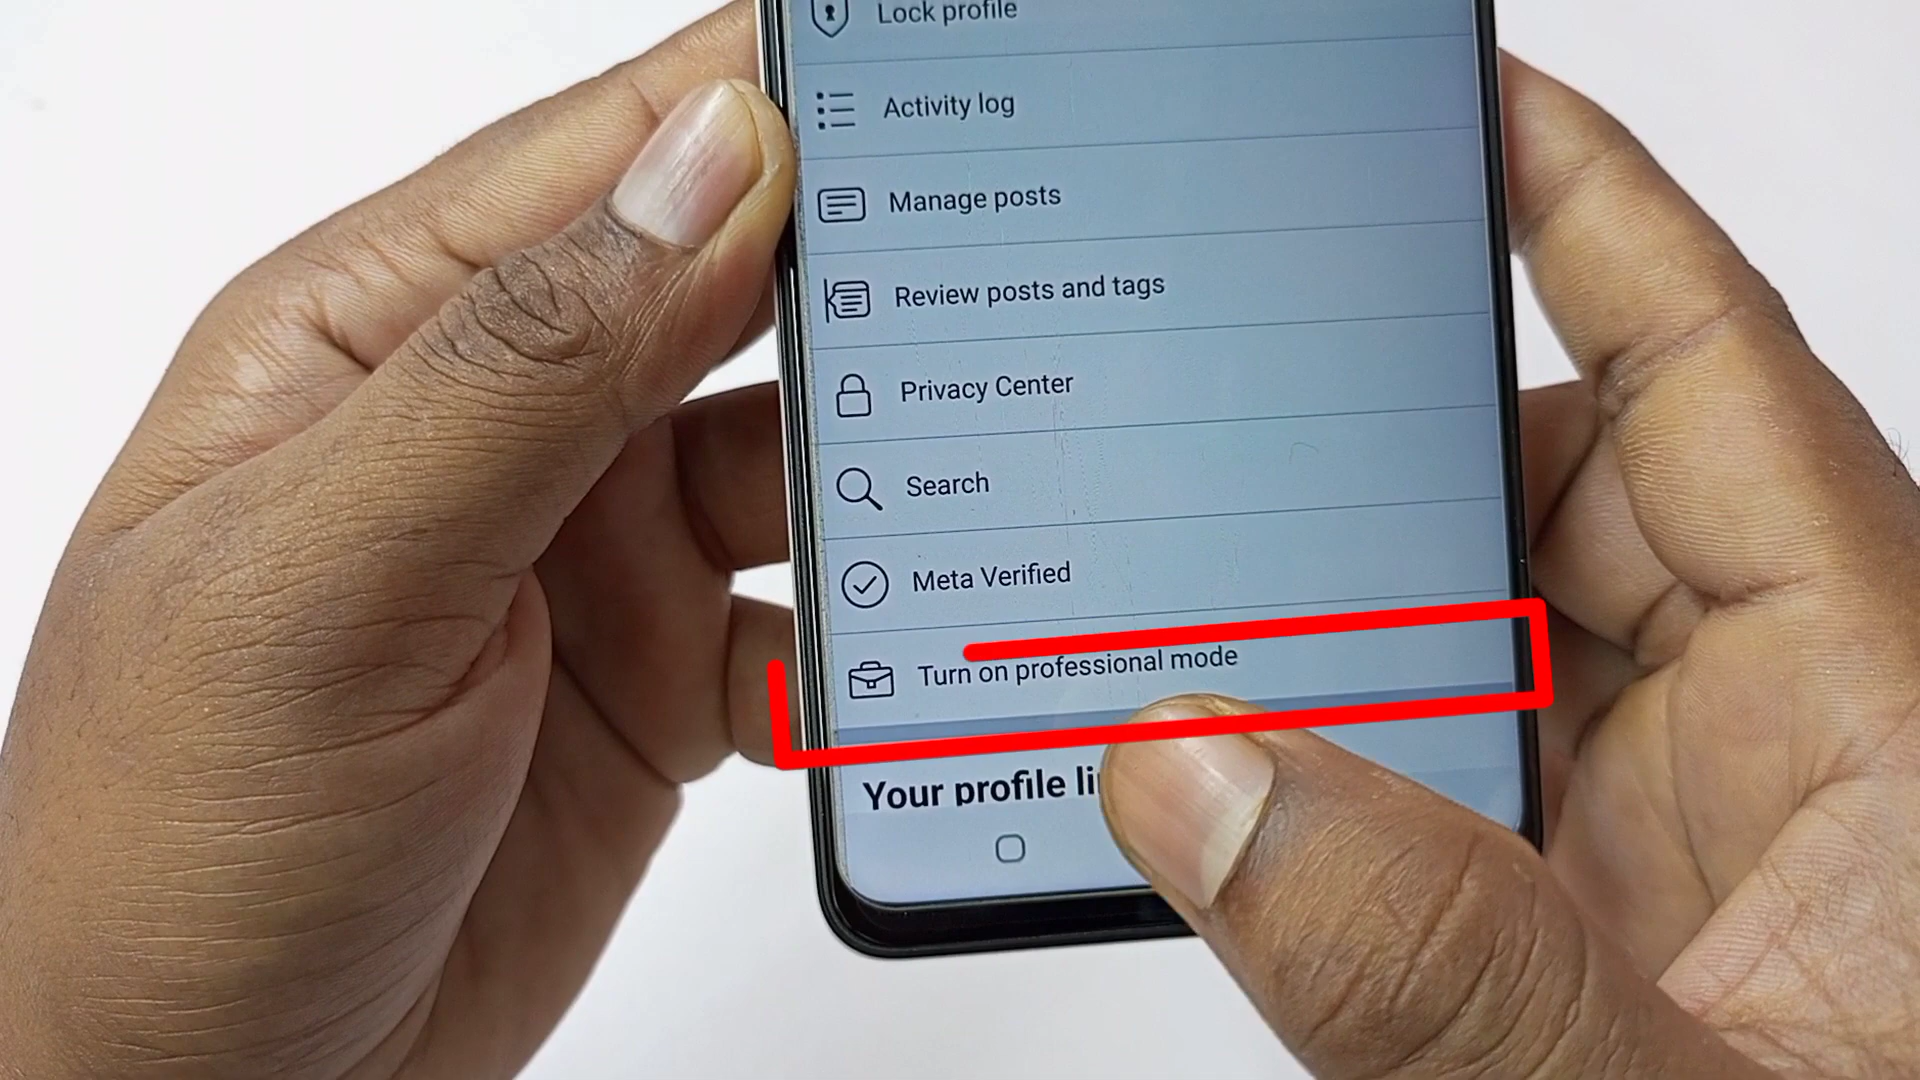 Lock profile
Activity log
Manage posts
Review posts and tags
Privacy Center
Search
Meta Verified
Turn on professional mode
Your profile